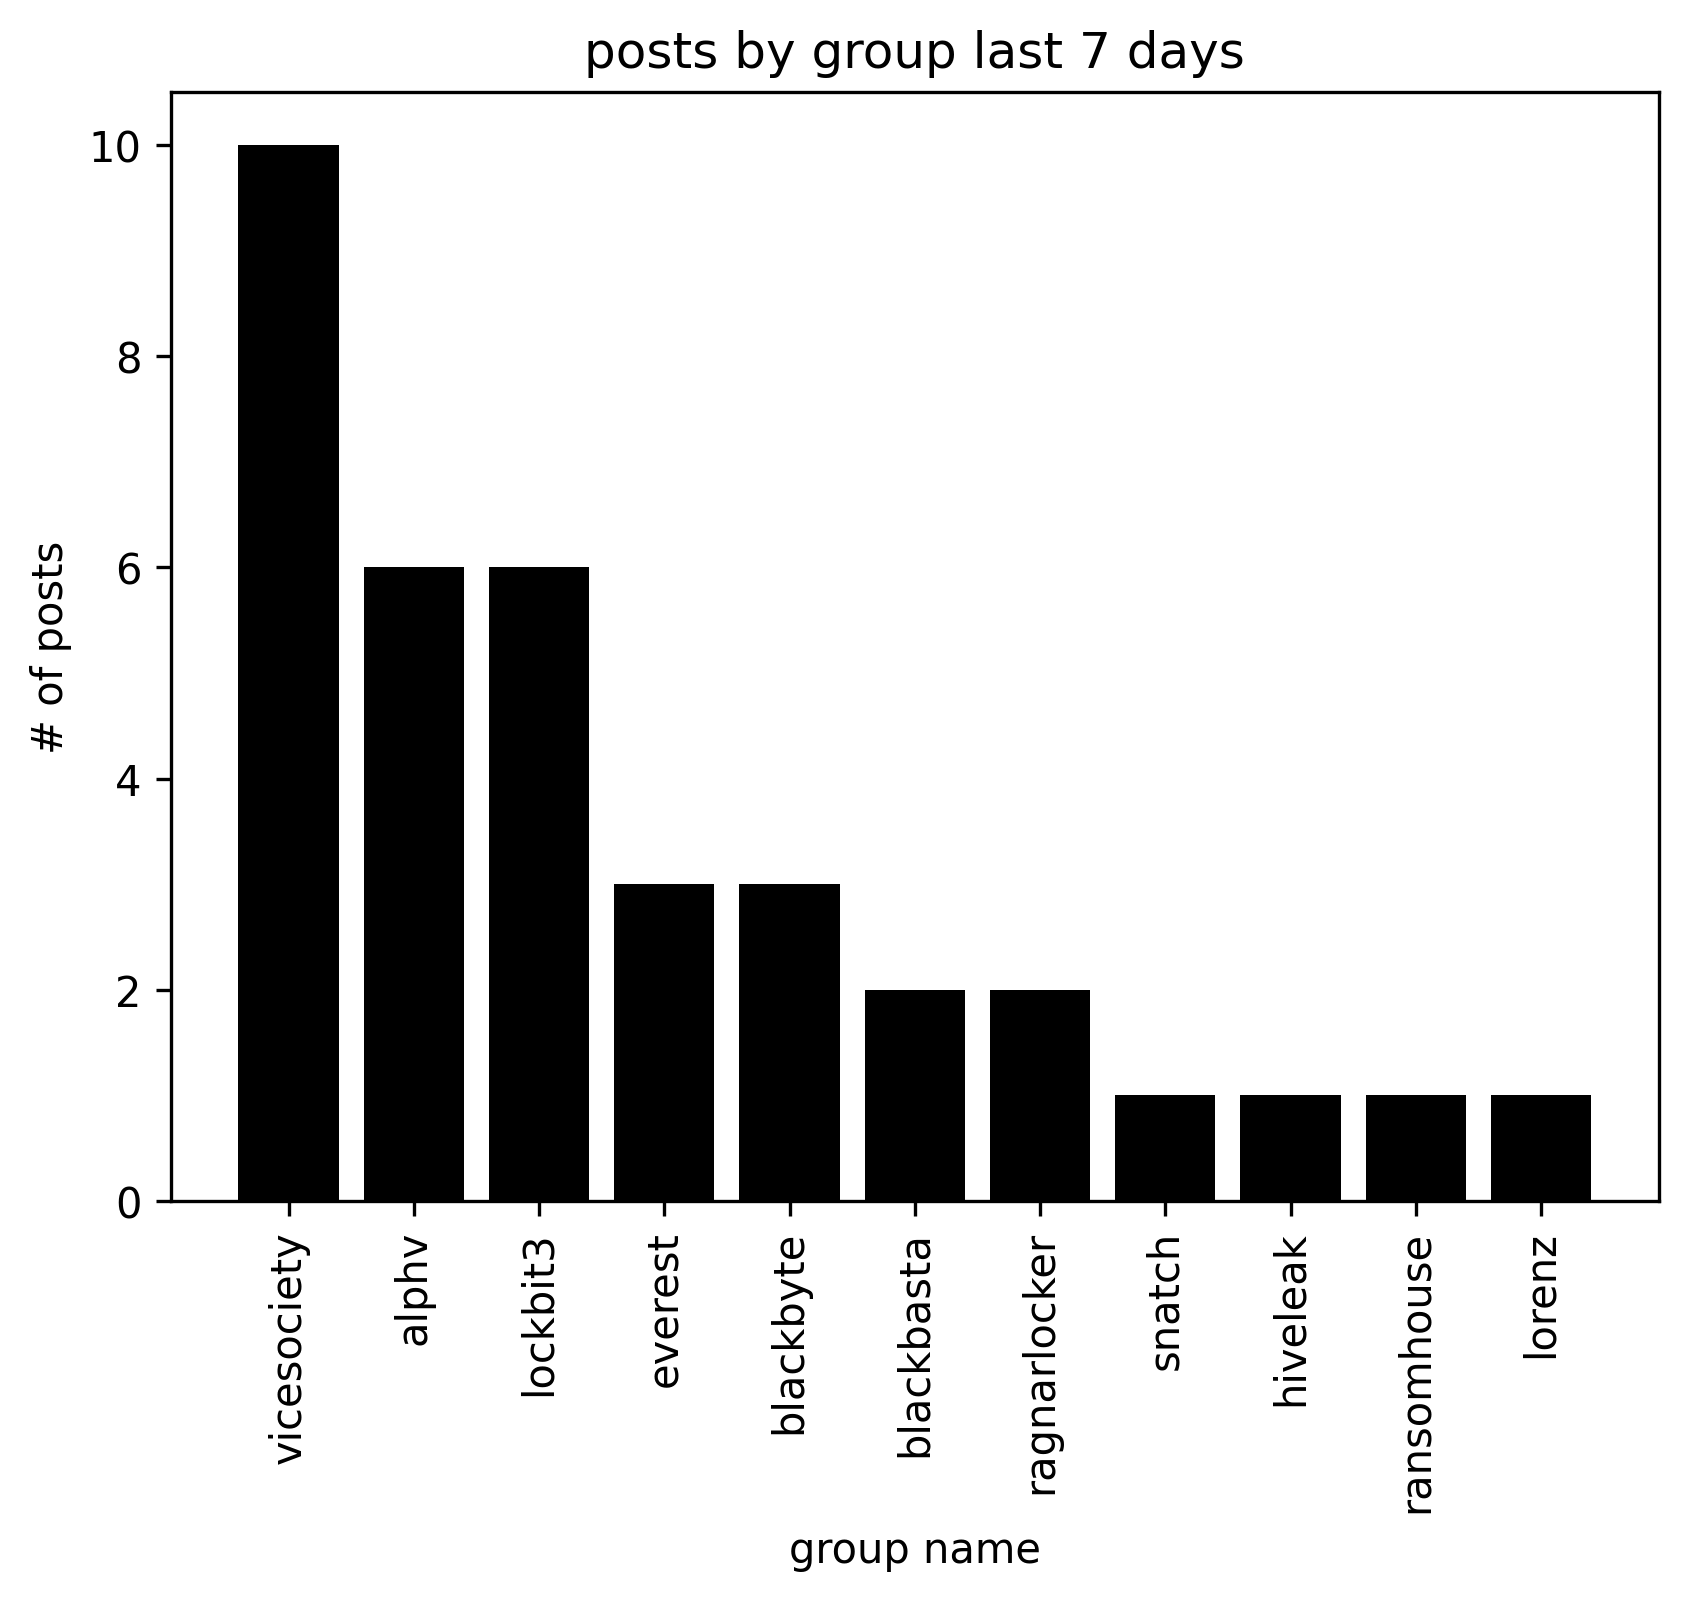 posts by group last 7 days
# of posts
10
8
6
4
2
0
vicesociety
alphv
lockbit3
everest
blackbyte
blackbasta
ragnarlocker
snatch
hiveleak
ransomhouse
lorenz
group name